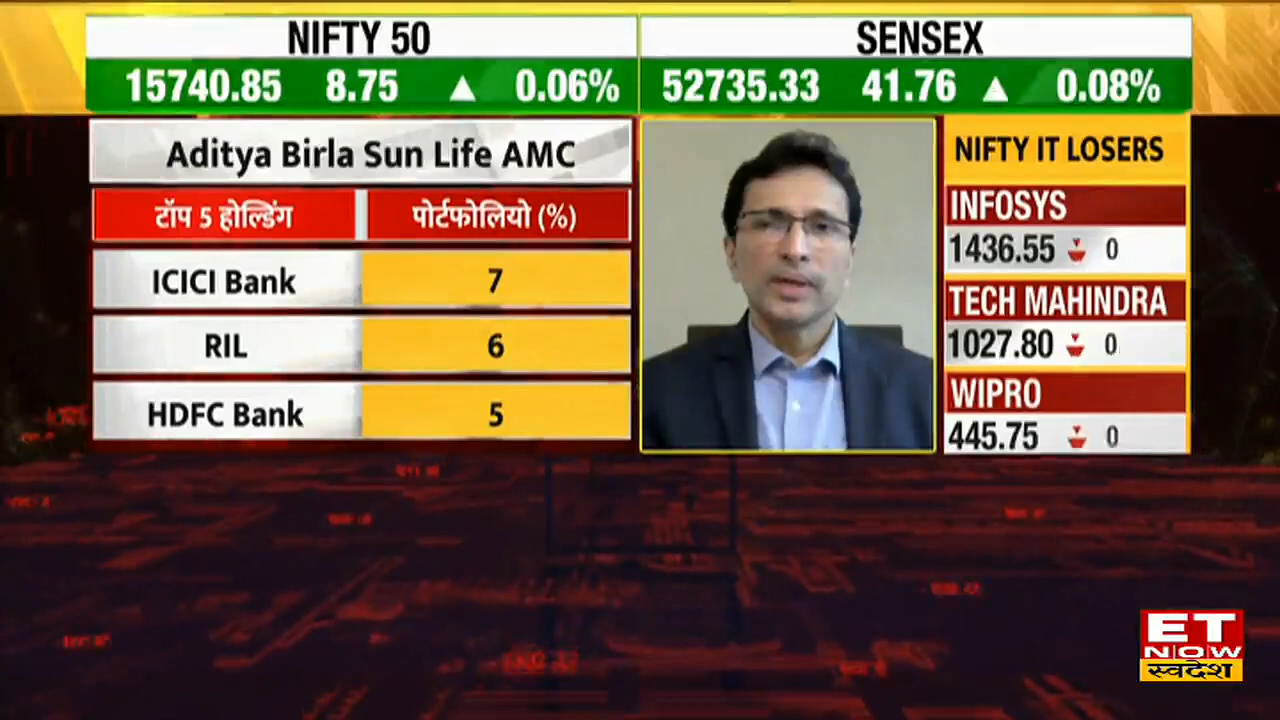 NIFTY 50
15740.85 8.75 ▲ 0.06%
SENSEX
52735.33 41.76 ▲ 0.08%
Aditya Birla Sun Life AMC
टॉप 5 होल्डिंग पोर्टफोलियो (%)
ICICI Bank 7
RIL 6
HDFC Bank 5
NIFTY IT LOSERS
INFOSYS
1436.55 0
TECH MAHINDRA
1027.80 0
WIPRO
445.75 0
ET
NOW
स्वदेश